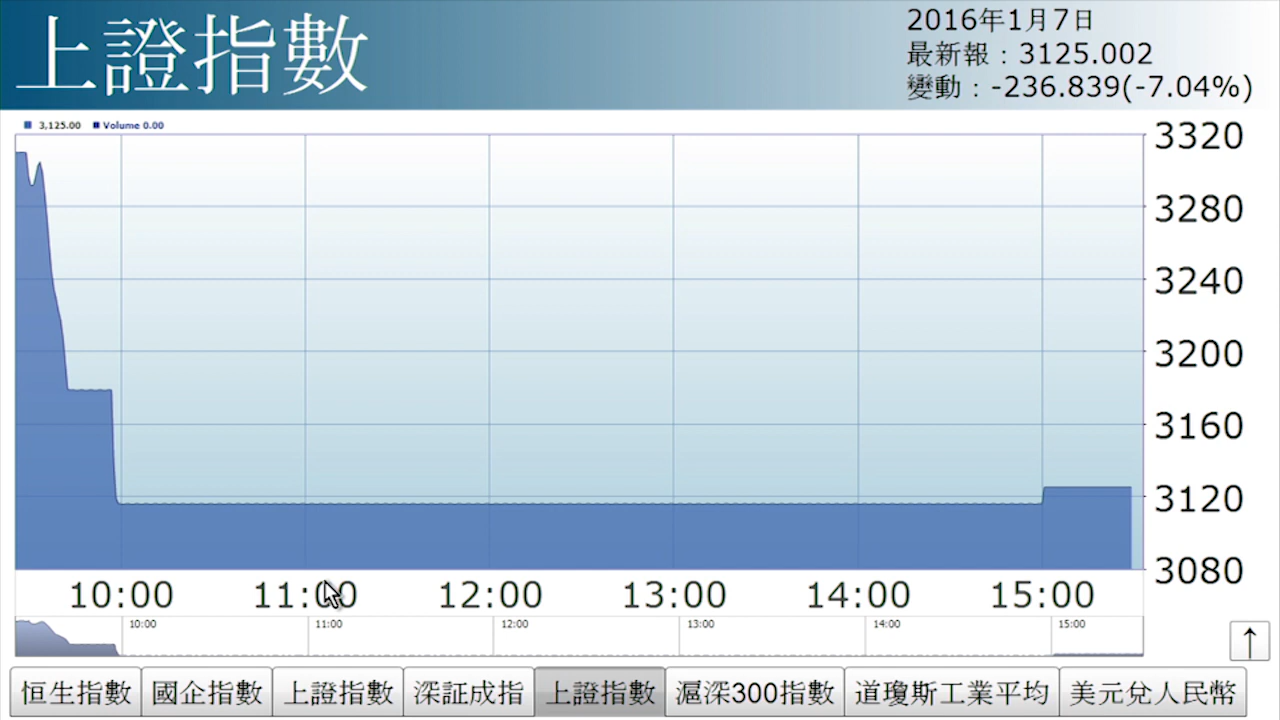 上證指數
2016年1月7日
最新報：3125.002
變動：-236.839(-7.04%)
3,125.00 Volume 0.00
3320
3280
3240
3200
3160
3120
3080
10:00 11:00 12:00 13:00 14:00 15:00
10:00 11:00 12:00 13:00 14:00 15:00
↑
恒生指數 國企指數 上證指數 深証成指 上證指數 滬深300指數 道瓊斯工業平均 美元兌人民幣